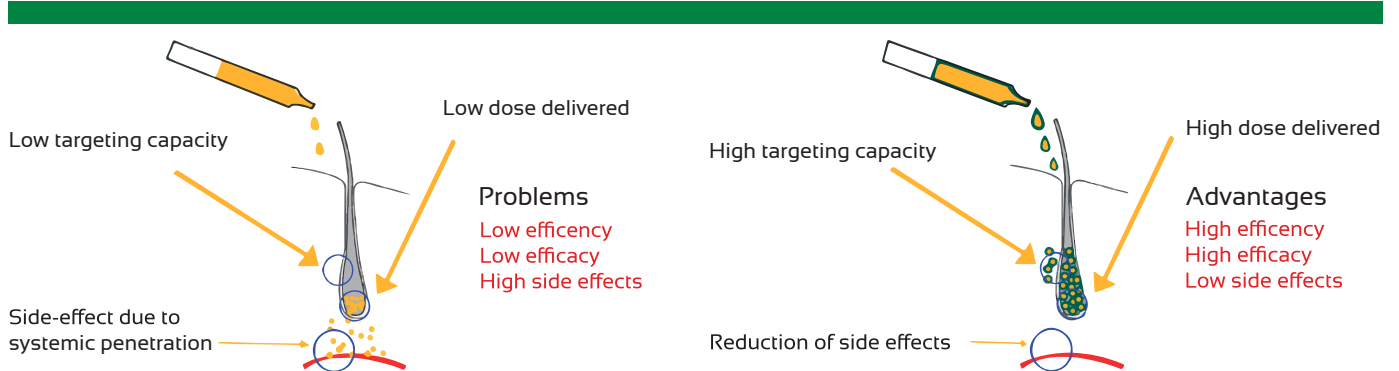 Low dose delivered
Low targeting capacity
Problems
Low efficency
Low efficacy
High side effects
Side-effect due to
systemic penetration
High dose delivered
High targeting capacity
Advantages
High efficency
High efficacy
Low side effects
Reduction of side effects